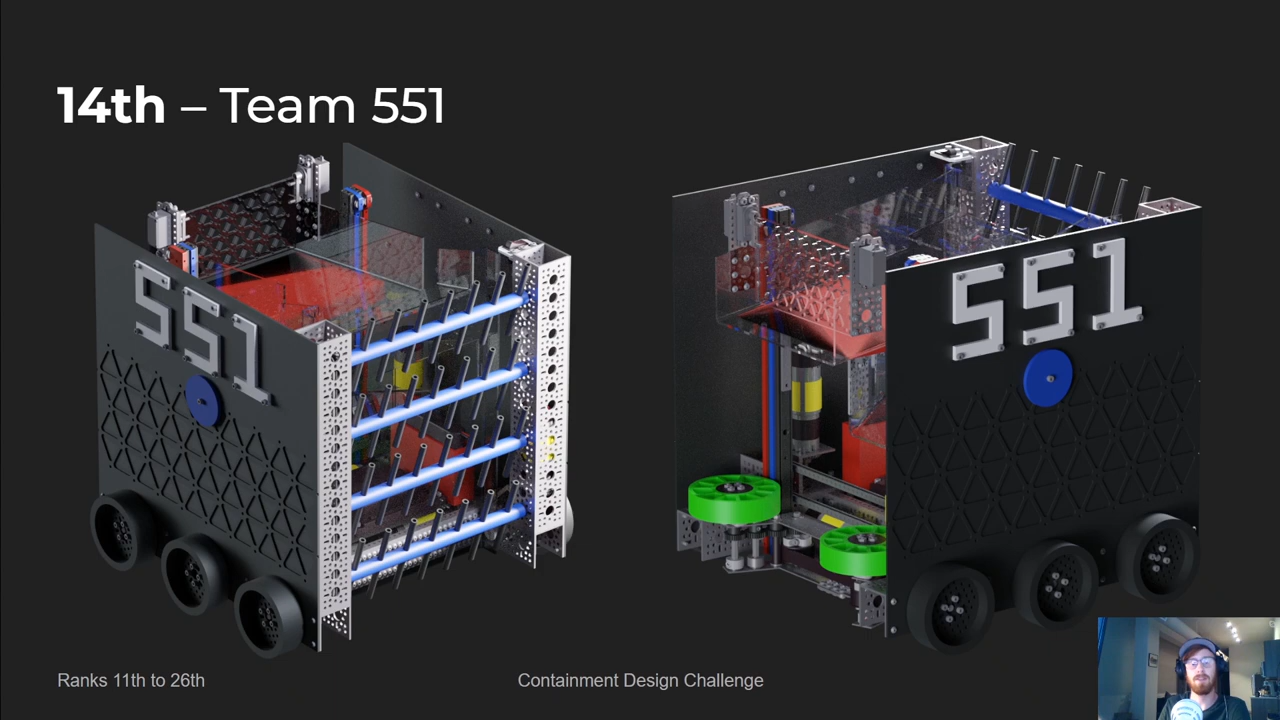 14th – Team 551
551
551
Ranks 11th to 26th
Containment Design Challenge